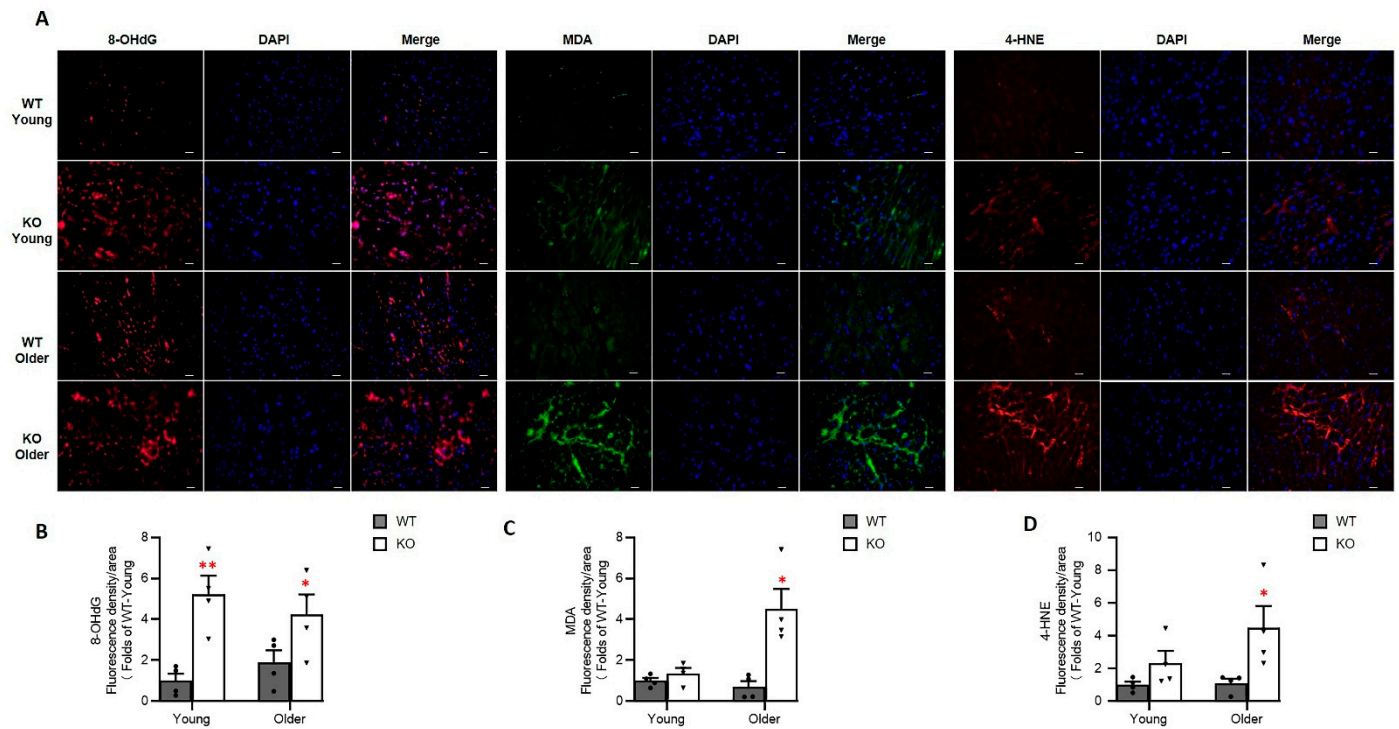 A
8-OHdG DAPI Merge MDA DAPI Merge 4-HNE DAPI Merge
WT
Young
KO
Young
WT
Older
KO
Older
B
WT
KO
8-OHdG
Fluorescence density/area
( Folds of WT-Young)
8
6
4
2
0
**
*
Young Older
C
WT
KO
MDA
Fluorescence density/area
( Folds of WT-Young)
8
6
4
2
0
*
Young Older
D
WT
KO
4-HNE
Fluorescence density/area
( Folds of WT-Young)
10
8
6
4
2
0
*
Young Older